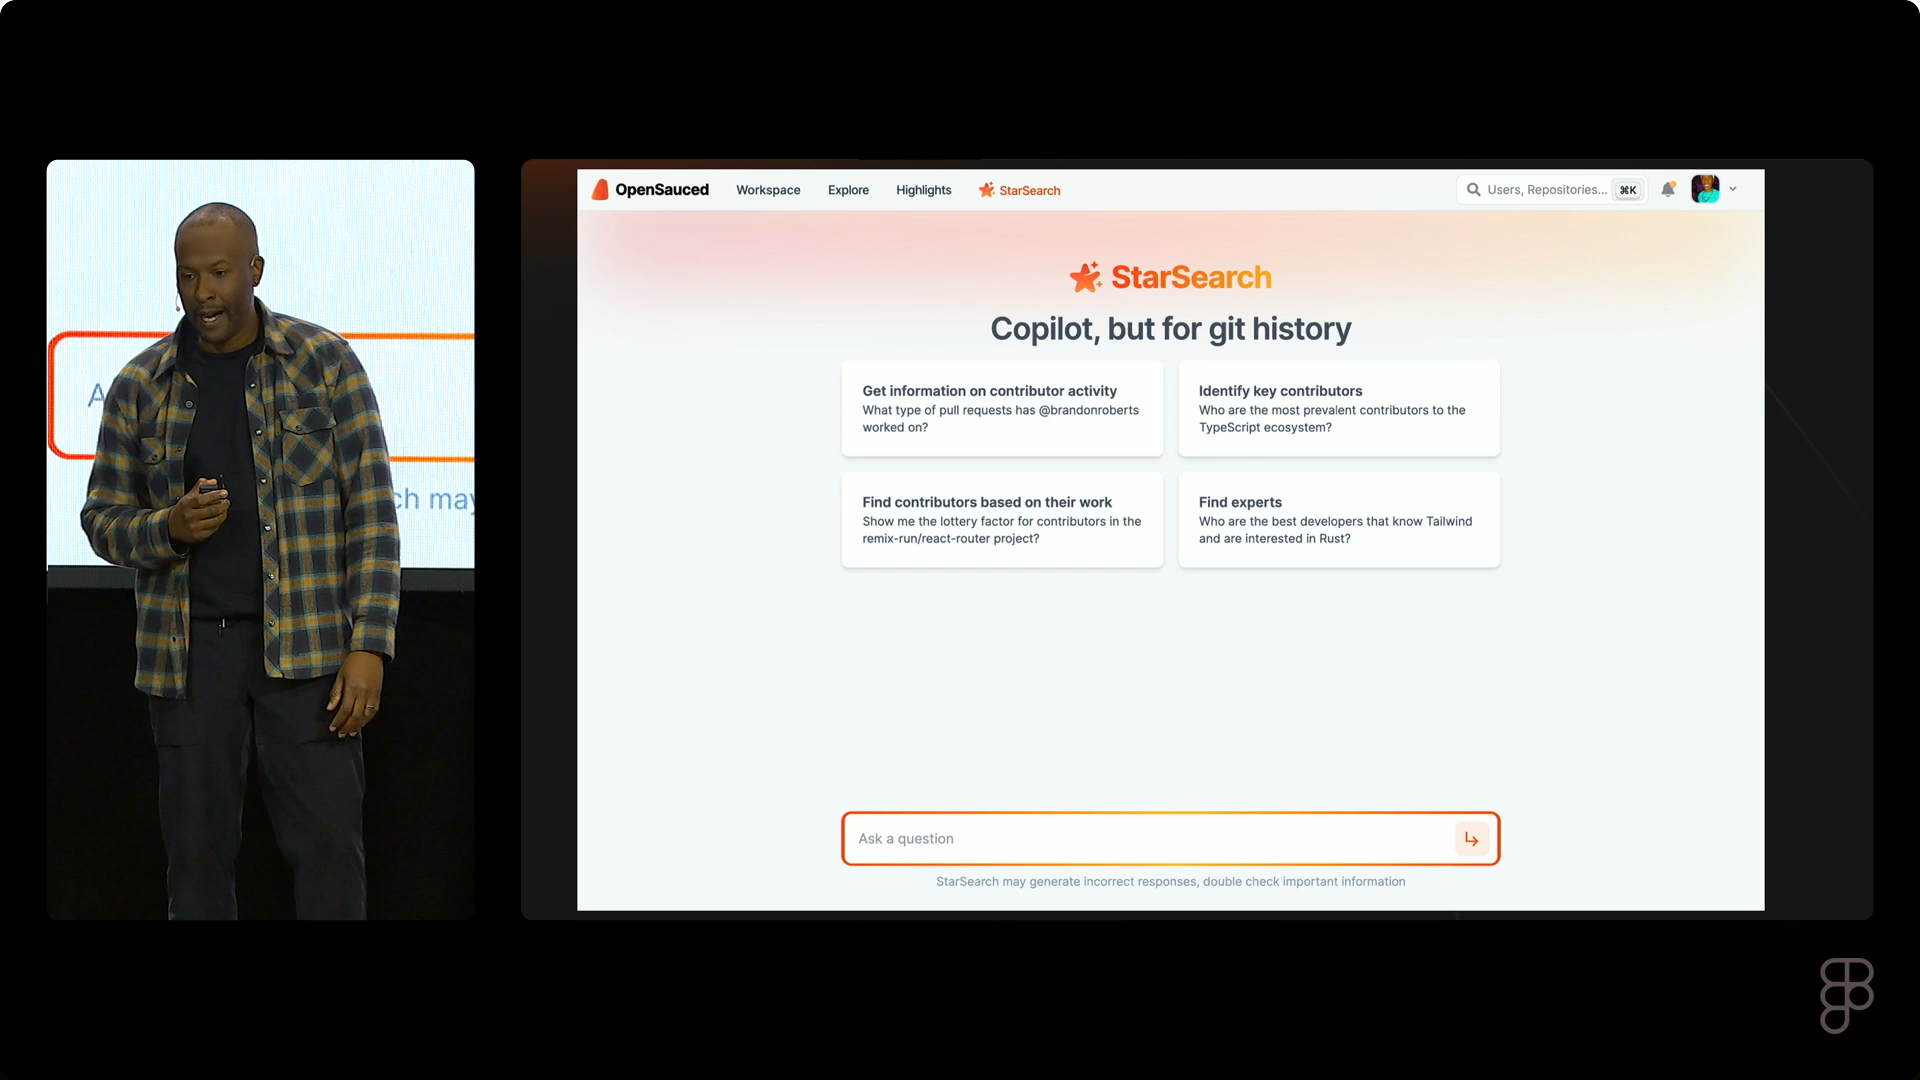 A
ch may
OpenSauced
Workspace
Explore
Highlights
StarSearch
Users, Repositories...
⌘K
StarSearch
Copilot, but for git history
Get information on contributor activity
What type of pull requests has @brandonroberts
worked on?
Identify key contributors
Who are the most prevalent contributors to the
TypeScript ecosystem?
Find contributors based on their work
Show me the lottery factor for contributors in the
remix-run/react-router project?
Find experts
Who are the best developers that know Tailwind
and are interested in Rust?
Ask a question
StarSearch may generate incorrect responses, double check important information